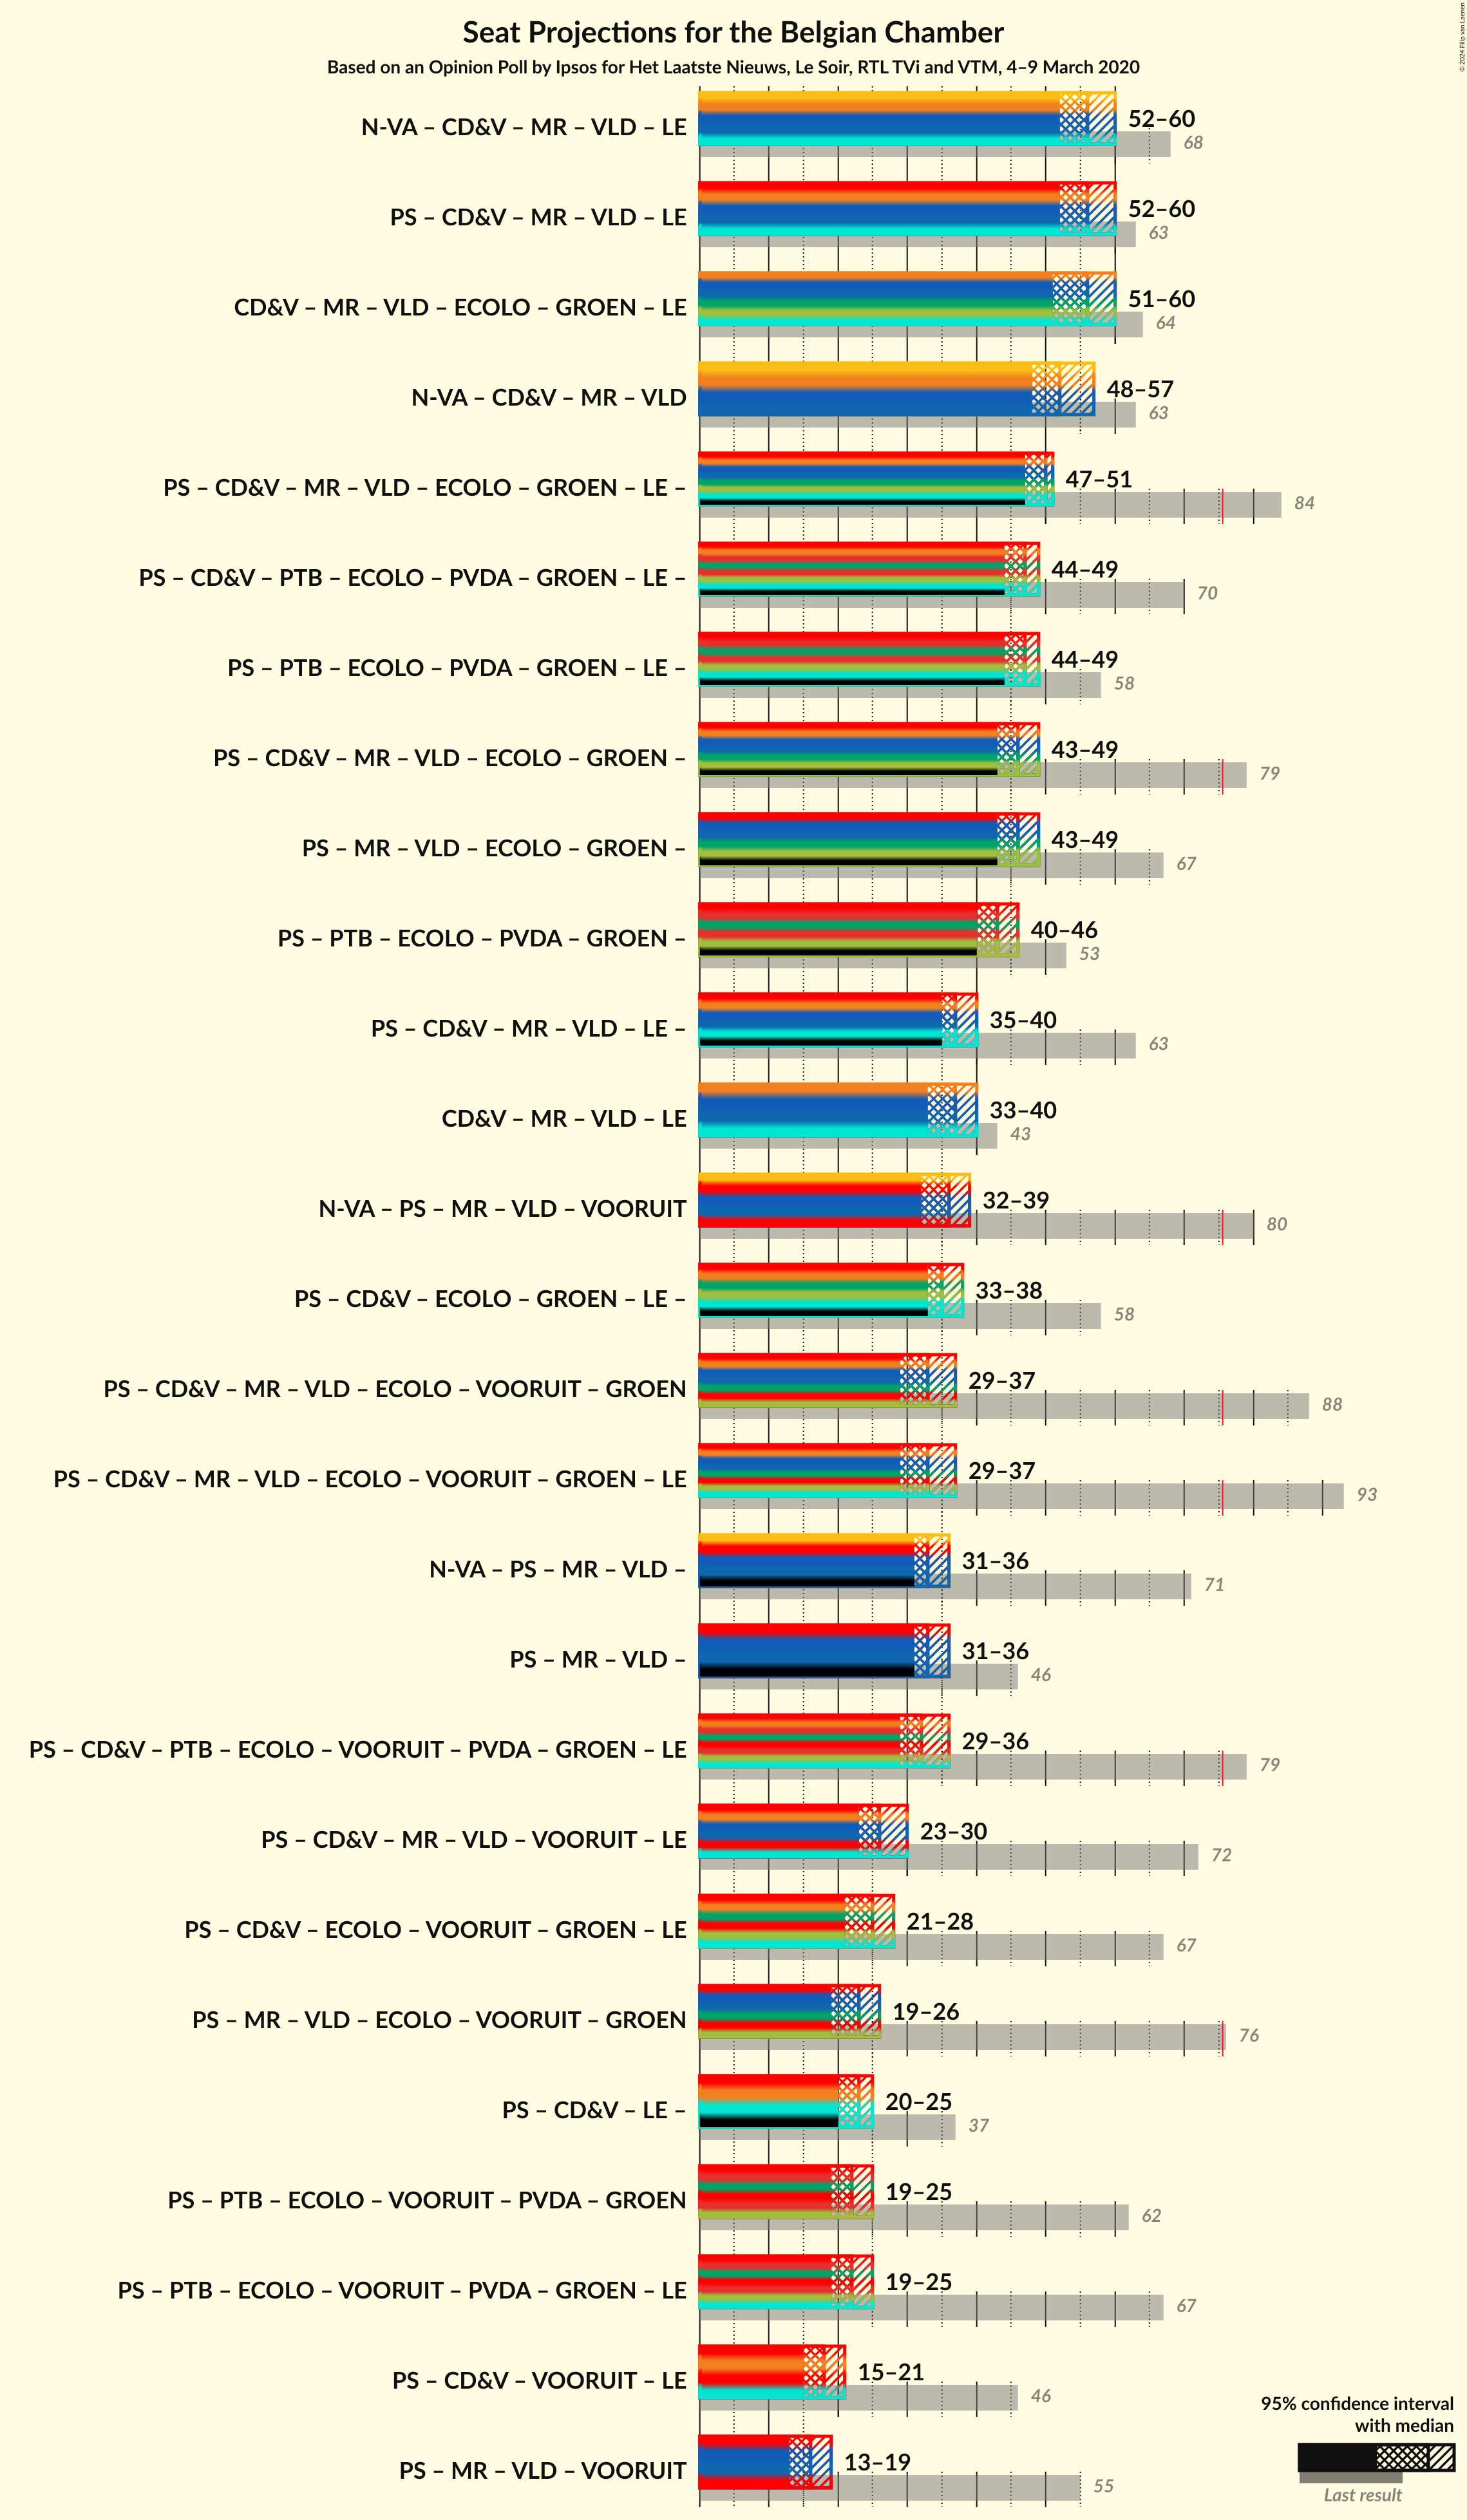 Seat Projections for the Belgian Chamber
Based on an Opinion Poll by Ipsos for Het Laatste Nieuws, Le Soir, RTL TVi and VTM, 4–9 March 2020
© 2024 Filip van Laenen
N-VA – CD&V – MR – VLD – LE
52–60
68
PS – CD&V – MR – VLD – LE
52–60
63
CD&V – MR – VLD – ECOLO – GROEN – LE
51–60
64
N-VA – CD&V – MR – VLD
48–57
63
PS – CD&V – MR – VLD – ECOLO – GROEN – LE –
47–51
84
PS – CD&V – PTB – ECOLO – PVDA – GROEN – LE –
44–49
70
PS – PTB – ECOLO – PVDA – GROEN – LE –
44–49
58
PS – CD&V – MR – VLD – ECOLO – GROEN –
43–49
79
PS – MR – VLD – ECOLO – GROEN –
43–49
67
PS – PTB – ECOLO – PVDA – GROEN –
40–46
53
PS – CD&V – MR – VLD – LE –
35–40
63
CD&V – MR – VLD – LE
33–40
43
N-VA – PS – MR – VLD – VOORUIT
32–39
80
PS – CD&V – ECOLO – GROEN – LE –
33–38
58
PS – CD&V – MR – VLD – ECOLO – VOORUIT – GROEN
29–37
88
PS – CD&V – MR – VLD – ECOLO – VOORUIT – GROEN – LE
29–37
93
N-VA – PS – MR – VLD –
31–36
71
PS – MR – VLD –
31–36
46
PS – CD&V – PTB – ECOLO – VOORUIT – PVDA – GROEN – LE
29–36
79
PS – CD&V – MR – VLD – VOORUIT – LE
23–30
72
PS – CD&V – ECOLO – VOORUIT – GROEN – LE
21–28
67
PS – MR – VLD – ECOLO – VOORUIT – GROEN
19–26
76
PS – CD&V – LE –
20–25
37
PS – PTB – ECOLO – VOORUIT – PVDA – GROEN
19–25
62
PS – PTB – ECOLO – VOORUIT – PVDA – GROEN – LE
19–25
67
PS – CD&V – VOORUIT – LE
15–21
46
PS – MR – VLD – VOORUIT
13–19
55
95% confidence interval
with median
Last result